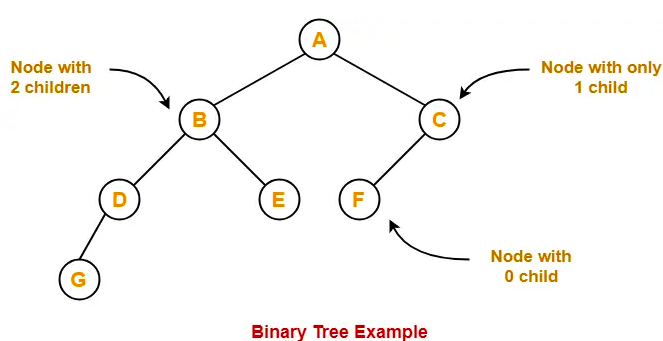 A
Node with
2 children
Node with only
1 child
B
C
D
E
F
G
Node with
0 child
Binary Tree Example